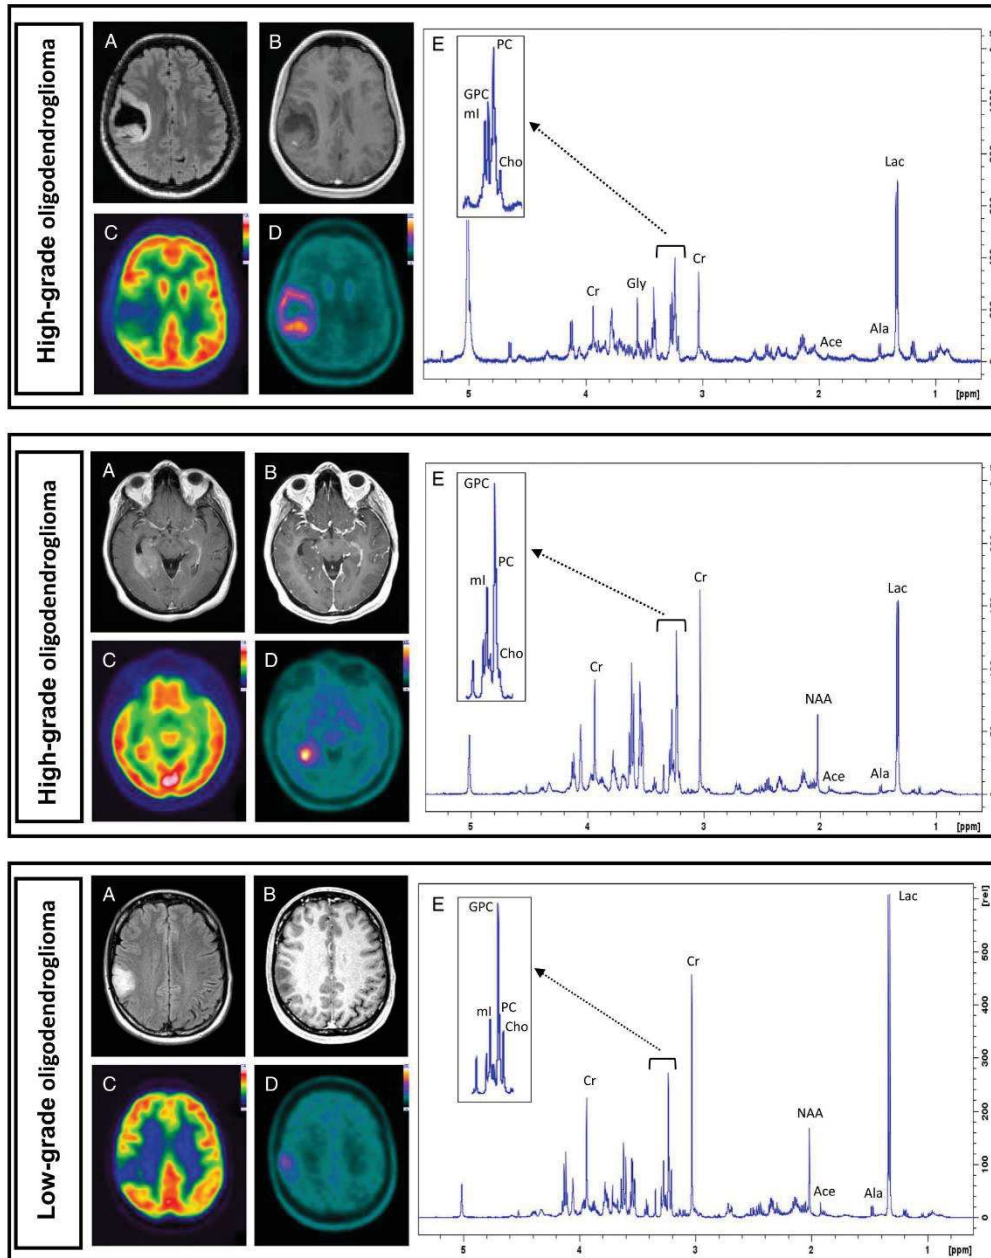 High-grade oligodendroglioma
A
B
C
D
E
PC
GPC
mI
Cho
Lac
Cr
Gly
Cr
Ala
Ace
5 4 3 2 1 [ppm]
High-grade oligodendroglioma
A
B
C
D
E
GPC
PC
mI
Cho
Cr
Lac
Cr
NAA
Ace
Ala
5 4 3 2 1 [ppm]
Low-grade oligodendroglioma
A
B
C
D
E
GPC
PC
mI
Cho
Lac
[rel]
500
Cr
400
300
Cr
200
NAA
100
Ace
Ala
0
5 4 3 2 1 [ppm]